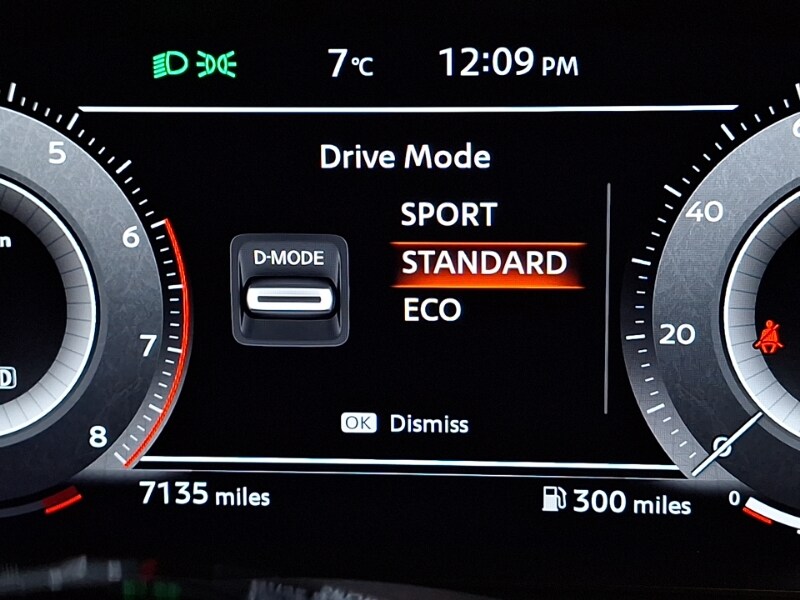 7°C 12:09 PM
Drive Mode
D-MODE
SPORT
STANDARD
ECO
OK Dismiss
5
6
7
8
40
20
0
0
7135 miles
300 miles